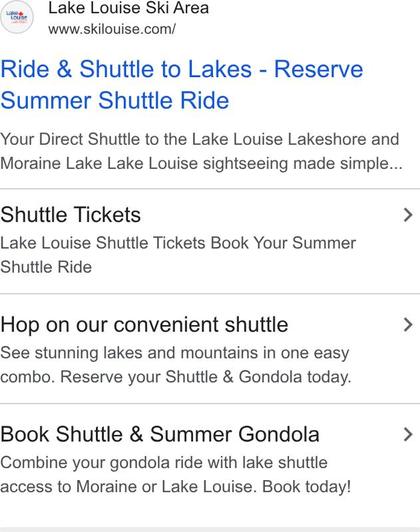 Lake Louise Ski Area
www.skilouise.com/
Ride & Shuttle to Lakes - Reserve
Summer Shuttle Ride
Your Direct Shuttle to the Lake Louise Lakeshore and
Moraine Lake Lake Louise sightseeing made simple...
Shuttle Tickets
Lake Louise Shuttle Tickets Book Your Summer
Shuttle Ride
Hop on our convenient shuttle
See stunning lakes and mountains in one easy
combo. Reserve your Shuttle & Gondola today.
Book Shuttle & Summer Gondola
Combine your gondola ride with lake shuttle
access to Moraine or Lake Louise. Book today!